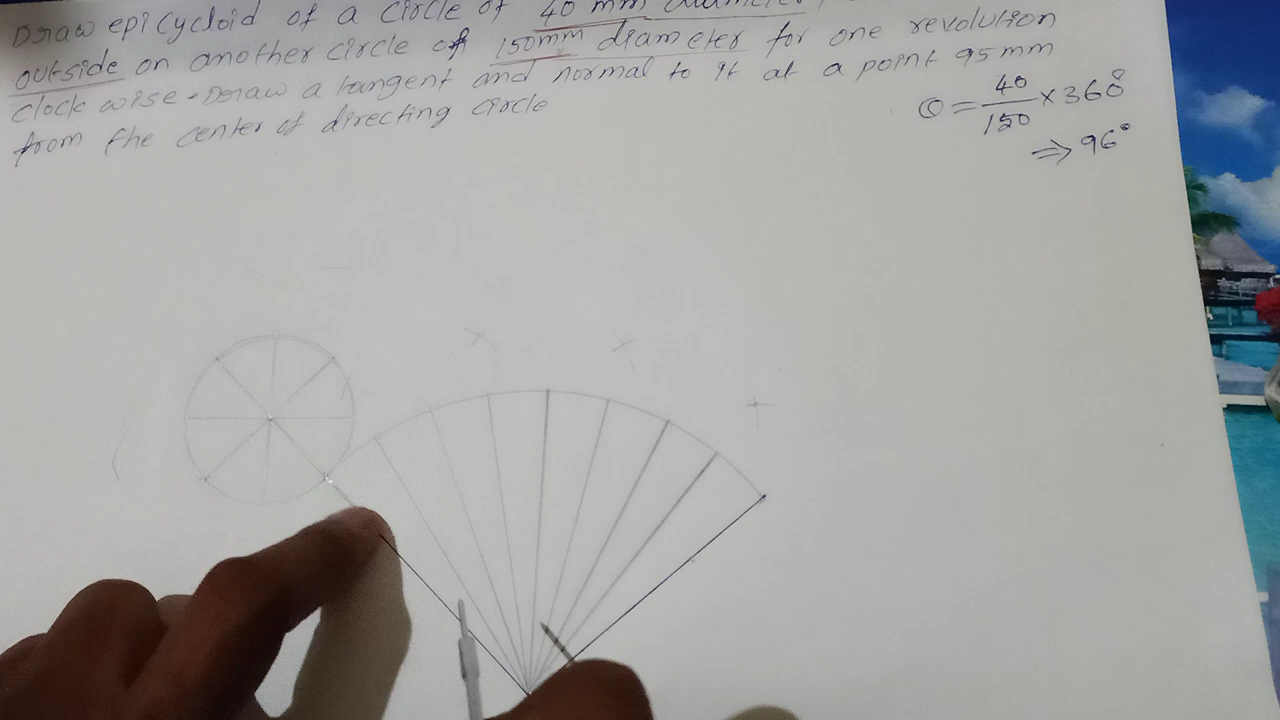 Draw epicycloid of a circle of 40 mm diameter,
outside on another circle of 150mm diameter for one revolution
clock wise. Draw a tangent and normal to it at a point 95mm
from the center of directing circle
θ = 40/150 × 360°
⇒ 96°